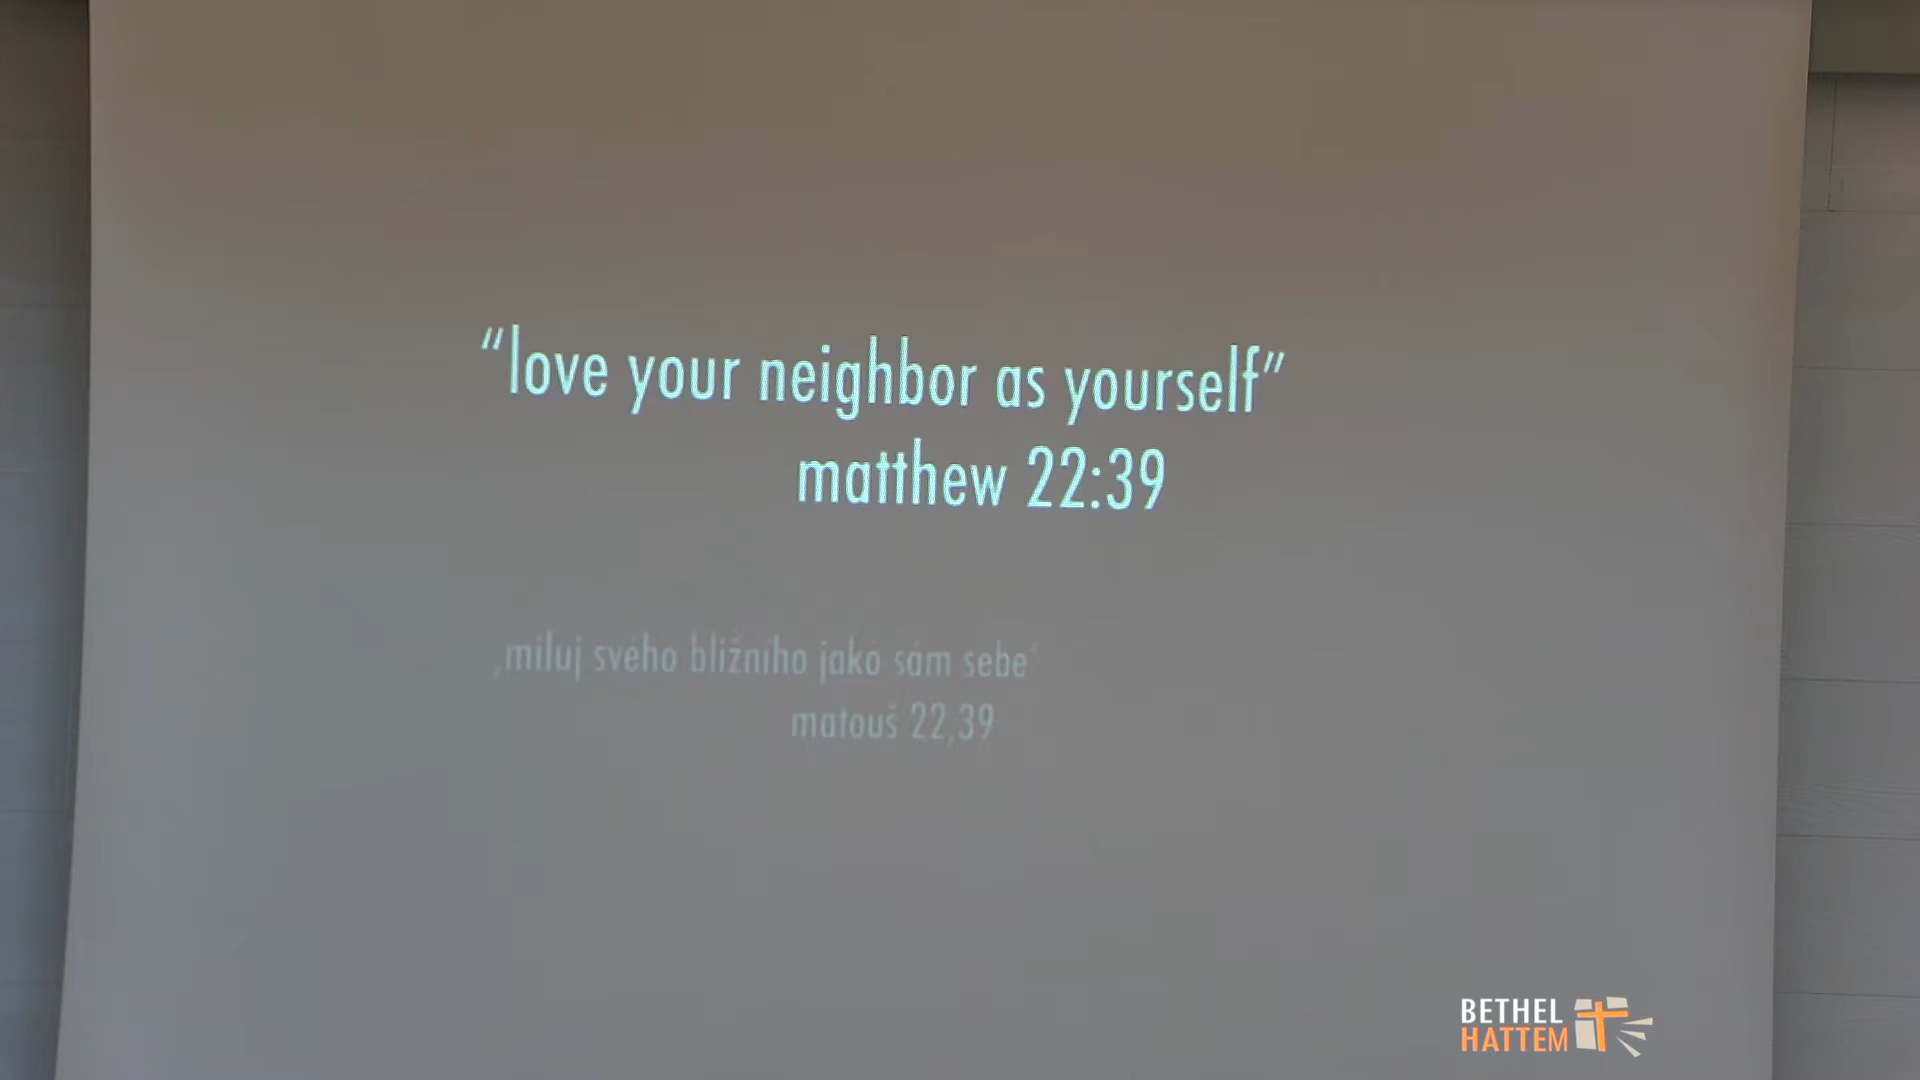 “love your neighbor as yourself”
matthew 22:39
‚miluj svého bližního jako sám sebe‘
matouš 22,39
BETHEL
HATTEM